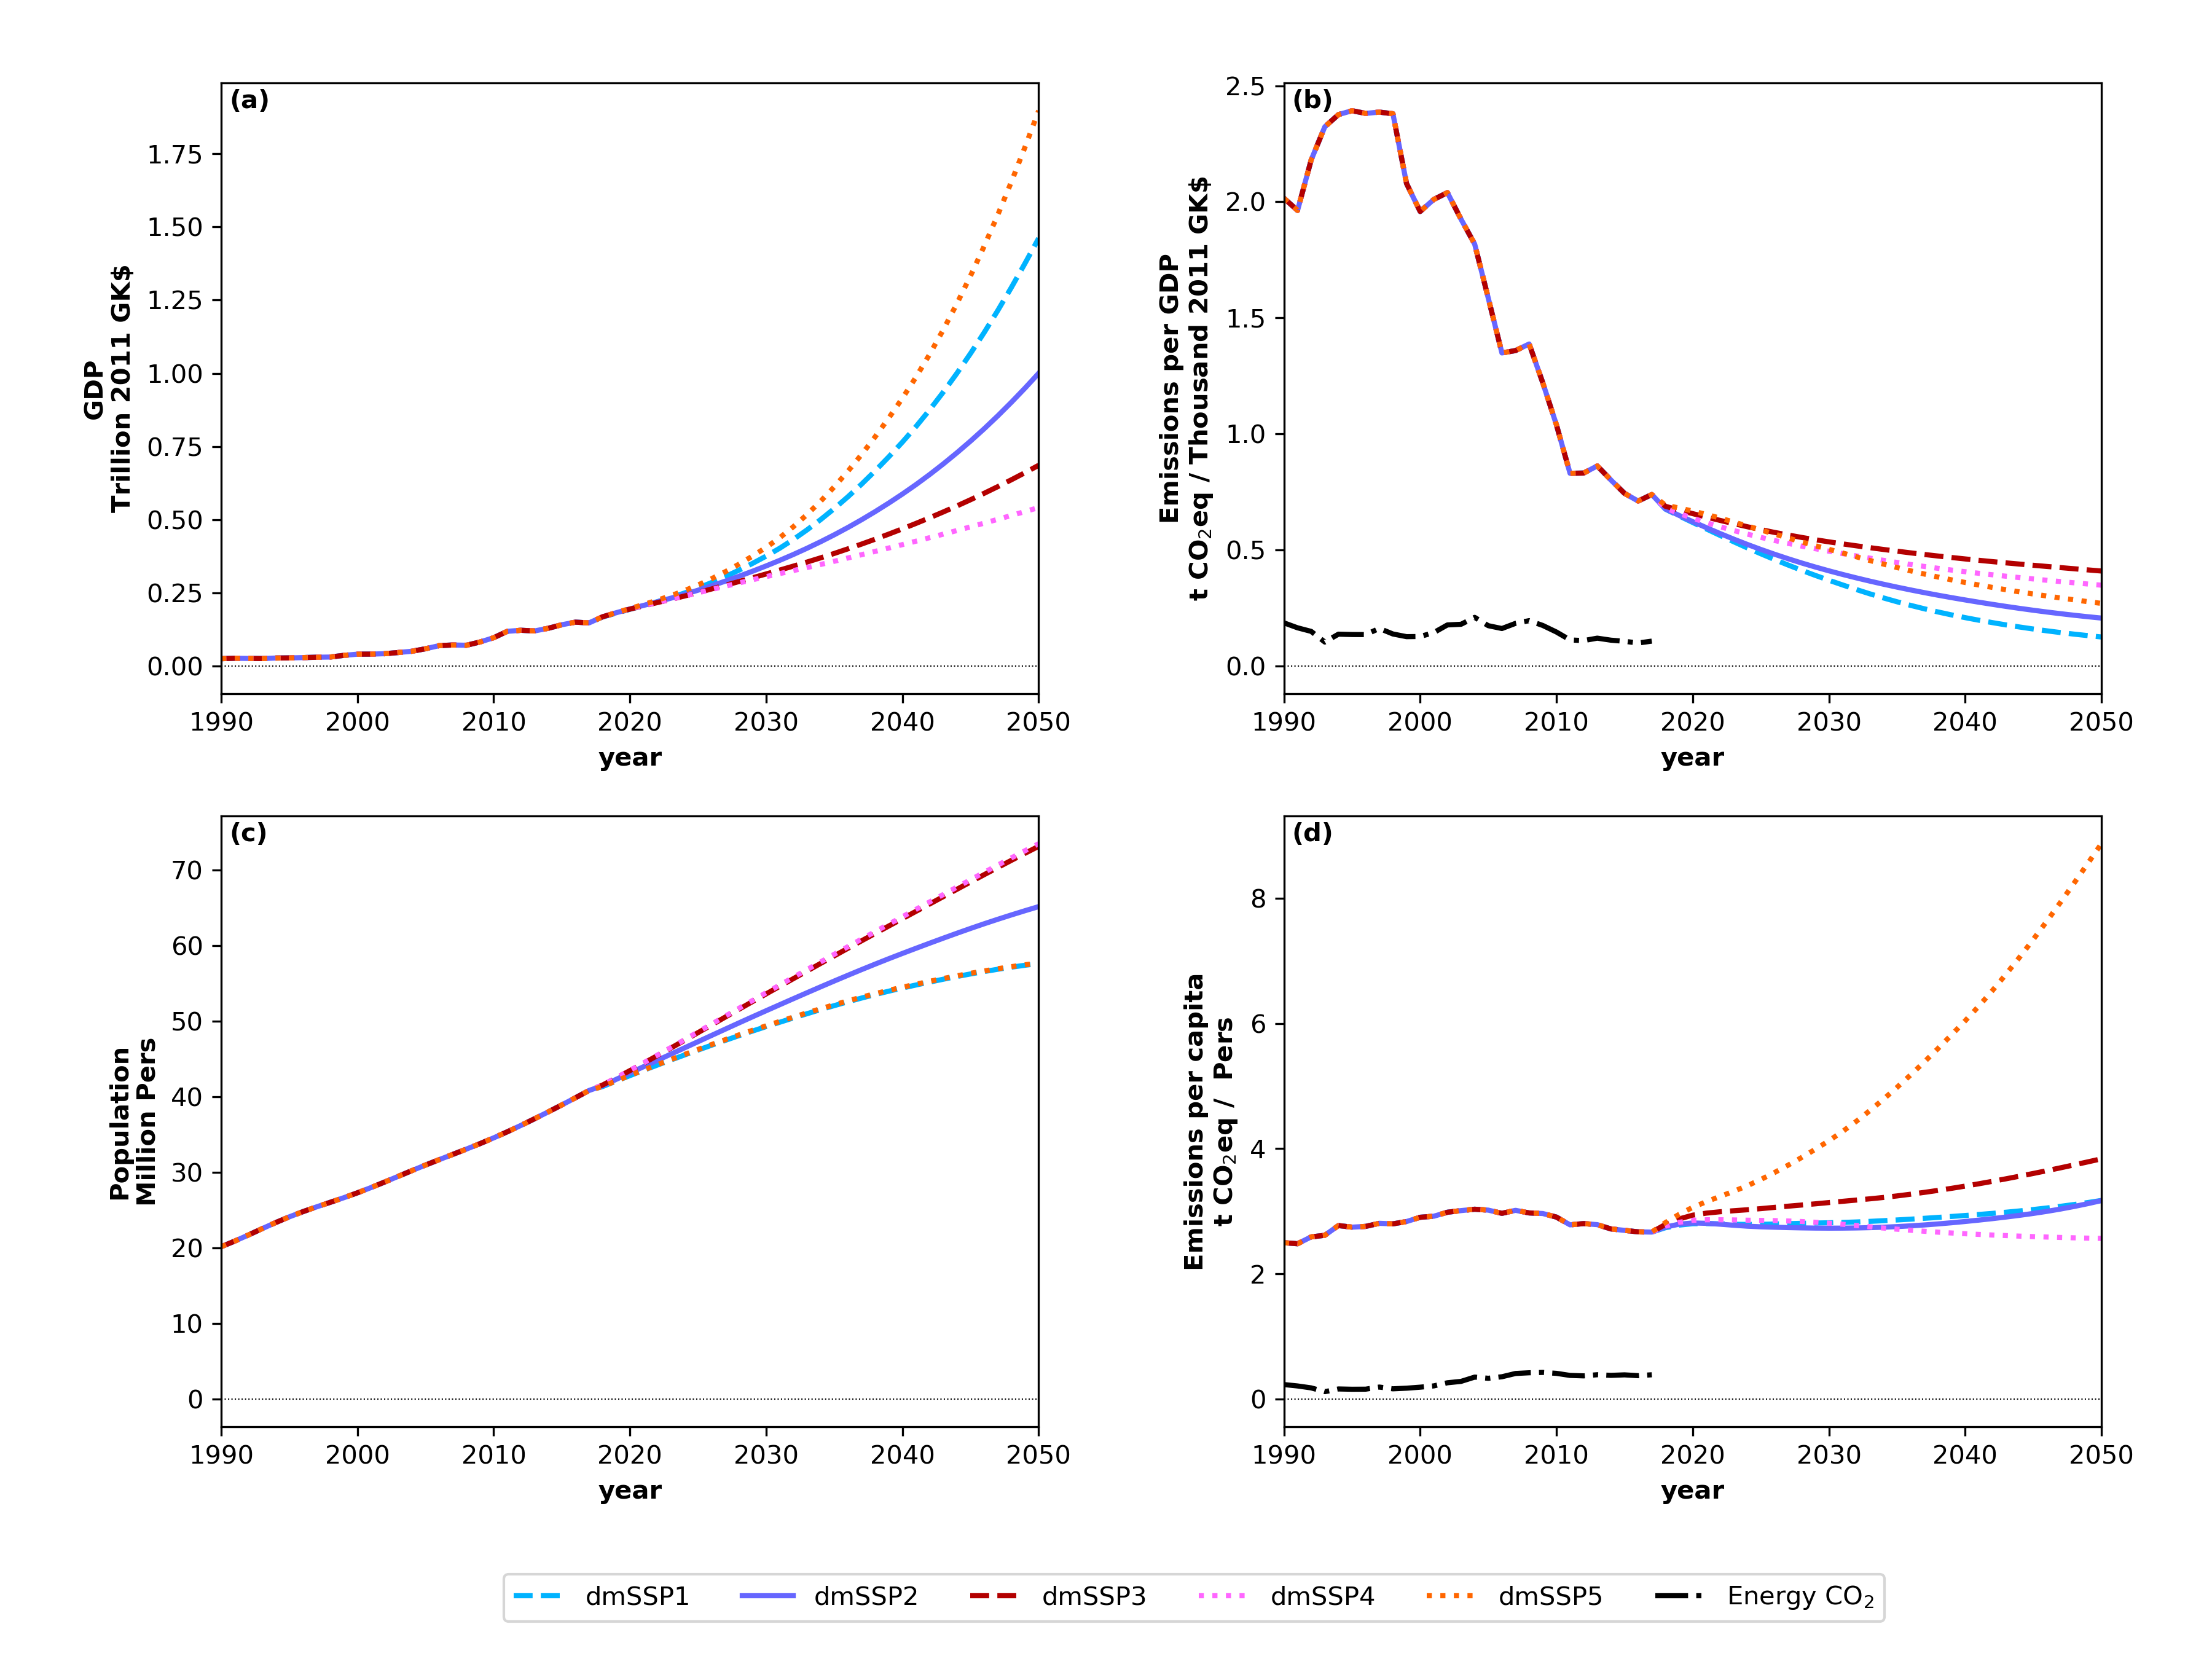 (a)
1.75
1.50
1.25
1.00
0.75
0.50
0.25
0.00
GDP
Trillion 2011 GK$
1990 2000 2010 2020 2030 2040 2050
year
(b)
2.5
2.0
1.5
1.0
0.5
0.0
Emissions per GDP
t CO₂eq / Thousand 2011 GK$
1990 2000 2010 2020 2030 2040 2050
year
(c)
70
60
50
40
30
20
10
0
Population
Million Pers
1990 2000 2010 2020 2030 2040 2050
year
(d)
8
6
4
2
0
Emissions per capita
t CO₂eq / Pers
1990 2000 2010 2020 2030 2040 2050
year
dmSSP1 dmSSP2 dmSSP3 dmSSP4 dmSSP5 Energy CO₂